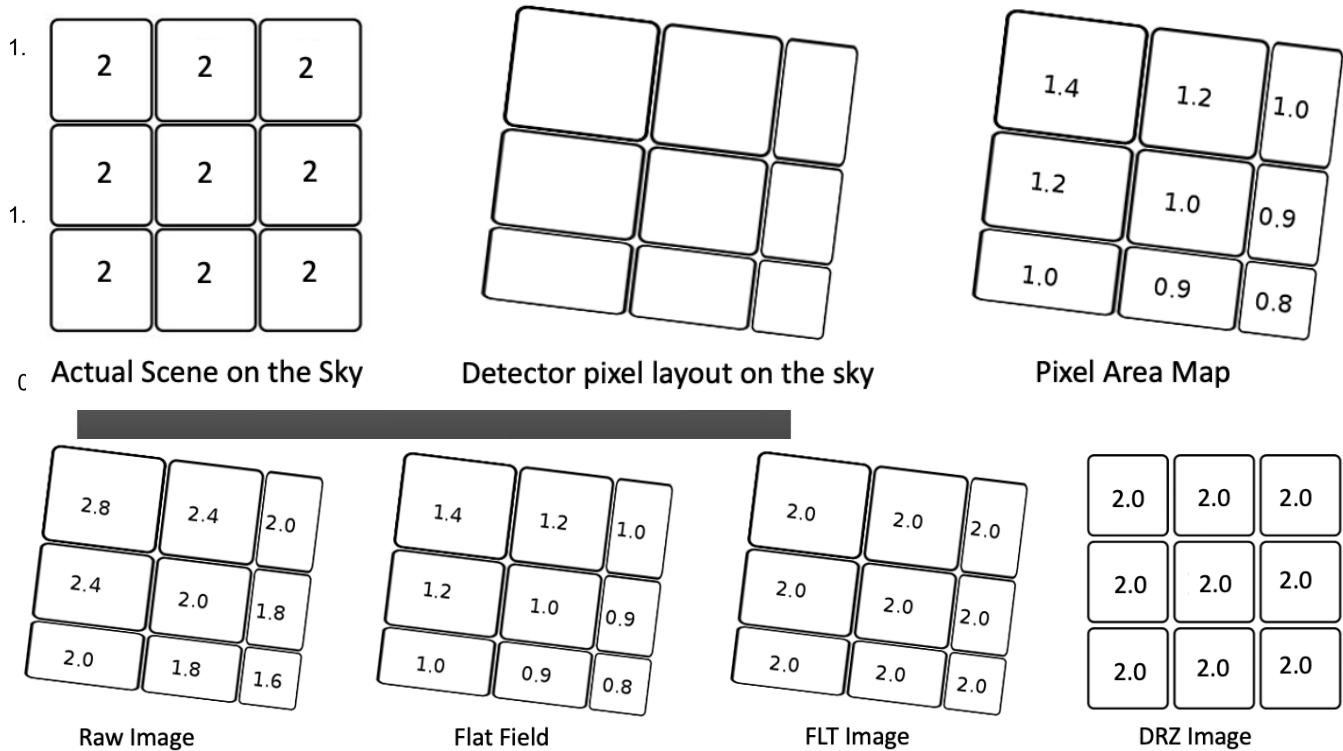 1.
2 2 2
1.4 1.2 1.0
2 2 2
1.2 1.0 0.9
1.
2 2 2
1.0 0.9 0.8
Actual Scene on the Sky
Detector pixel layout on the sky
Pixel Area Map
2.8 2.4 2.0
2.4 2.0 1.8
2.0 1.8 1.6
Raw Image
1.4 1.2 1.0
1.2 1.0 0.9
1.0 0.9 0.8
Flat Field
2.0 2.0 2.0
2.0 2.0 2.0
2.0 2.0 2.0
FLT Image
2.0 2.0 2.0
2.0 2.0 2.0
2.0 2.0 2.0
DRZ Image